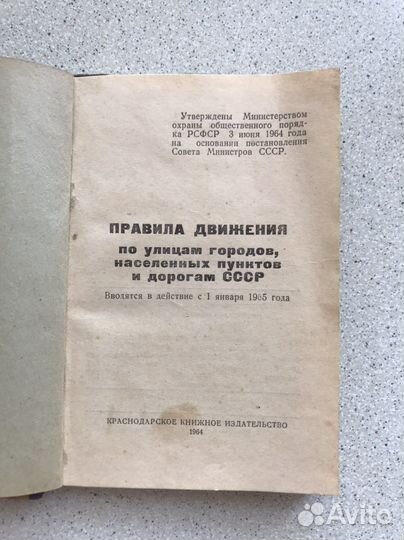 Утверждены Министерством
охраны общественного поряд-
ка РСФСР 3 июня 1964 года
на основании постановления
Совета Министров СССР.
ПРАВИЛА ДВИЖЕНИЯ
по улицам городов,
населенных пунктов
и дорогам СССР
Вводятся в действие с 1 января 1965 года
КРАСНОДАРСКОЕ КНИЖНОЕ ИЗДАТЕЛЬСТВО
1964
Avito